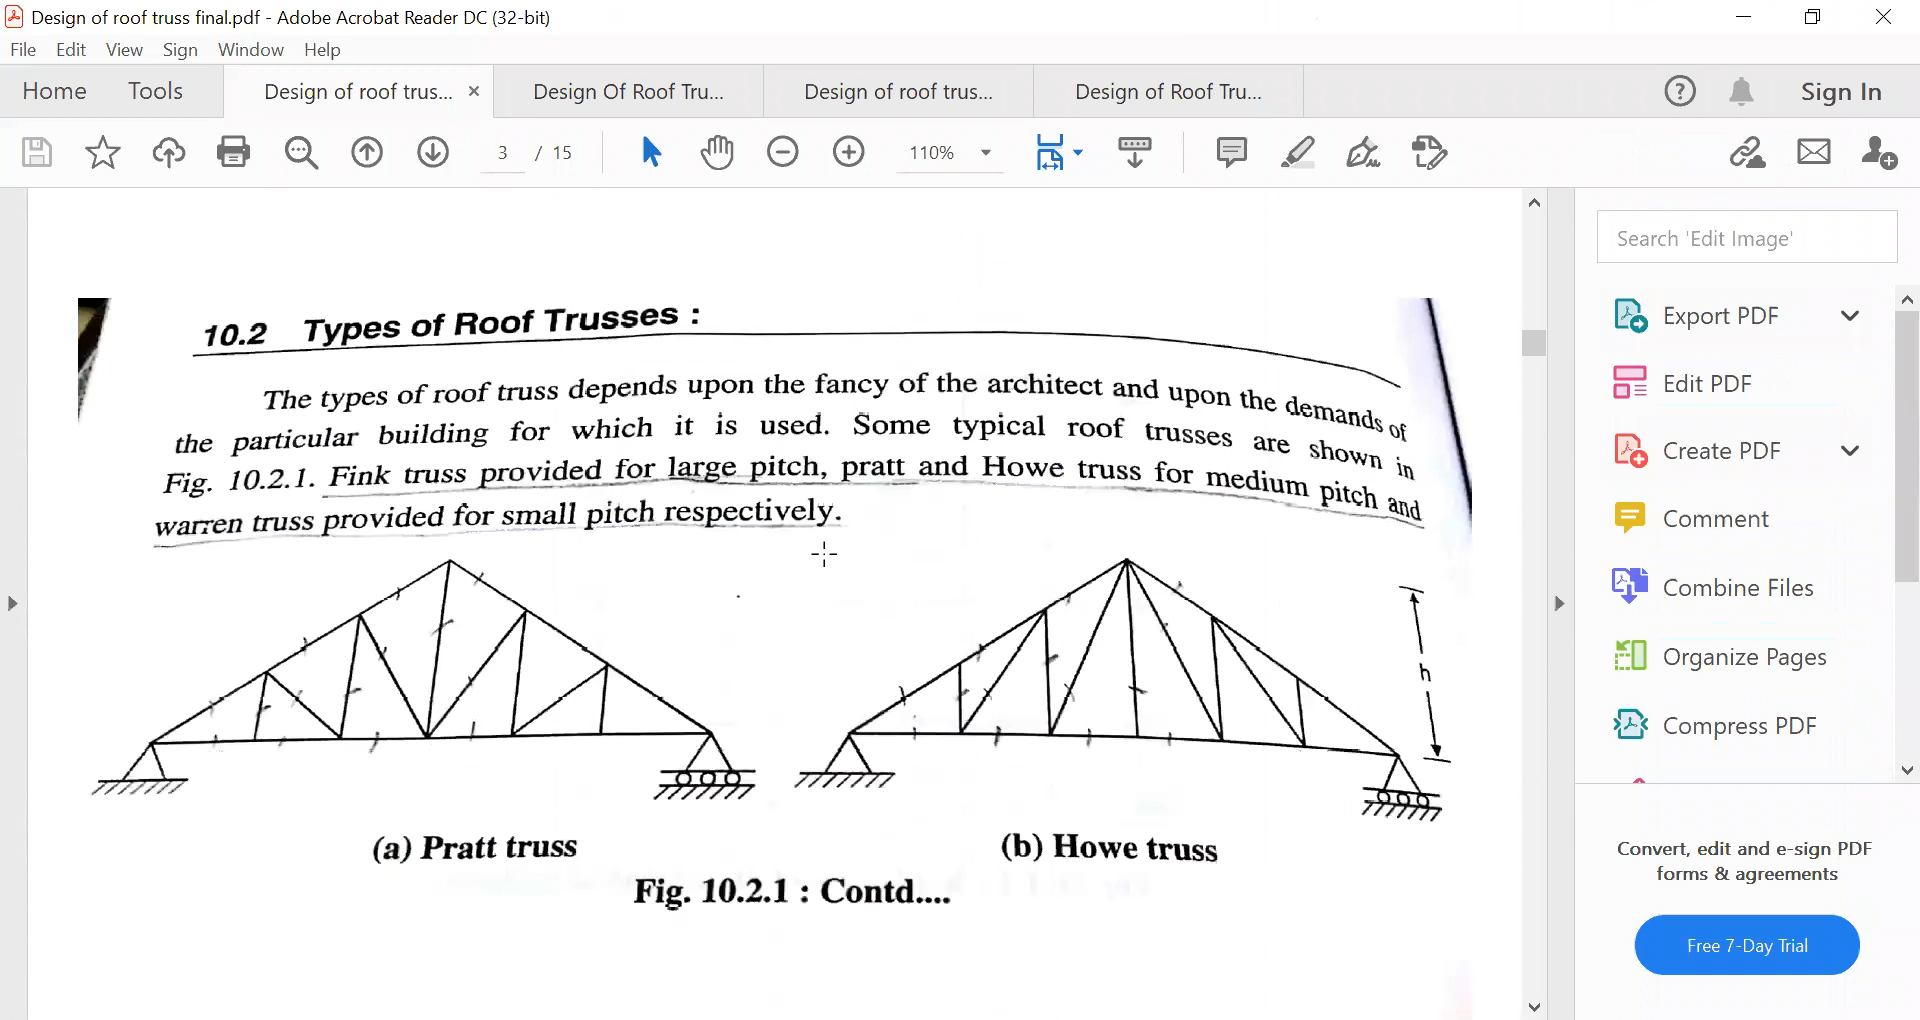 Design of roof truss final.pdf - Adobe Acrobat Reader DC (32-bit)
File Edit View Sign Window Help
Home Tools Design of roof trus... × Design Of Roof Tru... Design of roof trus... Design of Roof Tru... ? Sign In
3 / 15 110%
10.2 Types of Roof Trusses :
The types of roof truss depends upon the fancy of the architect and upon the demands of
the particular building for which it is used. Some typical roof trusses are shown in
Fig. 10.2.1. Fink truss provided for large pitch, pratt and Howe truss for medium pitch and
warren truss provided for small pitch respectively.
h
(a) Pratt truss
(b) Howe truss
Fig. 10.2.1 : Contd....
Search 'Edit Image'
Export PDF
Edit PDF
Create PDF
Comment
Combine Files
Organize Pages
Compress PDF
Convert, edit and e-sign PDF
forms & agreements
Free 7-Day Trial